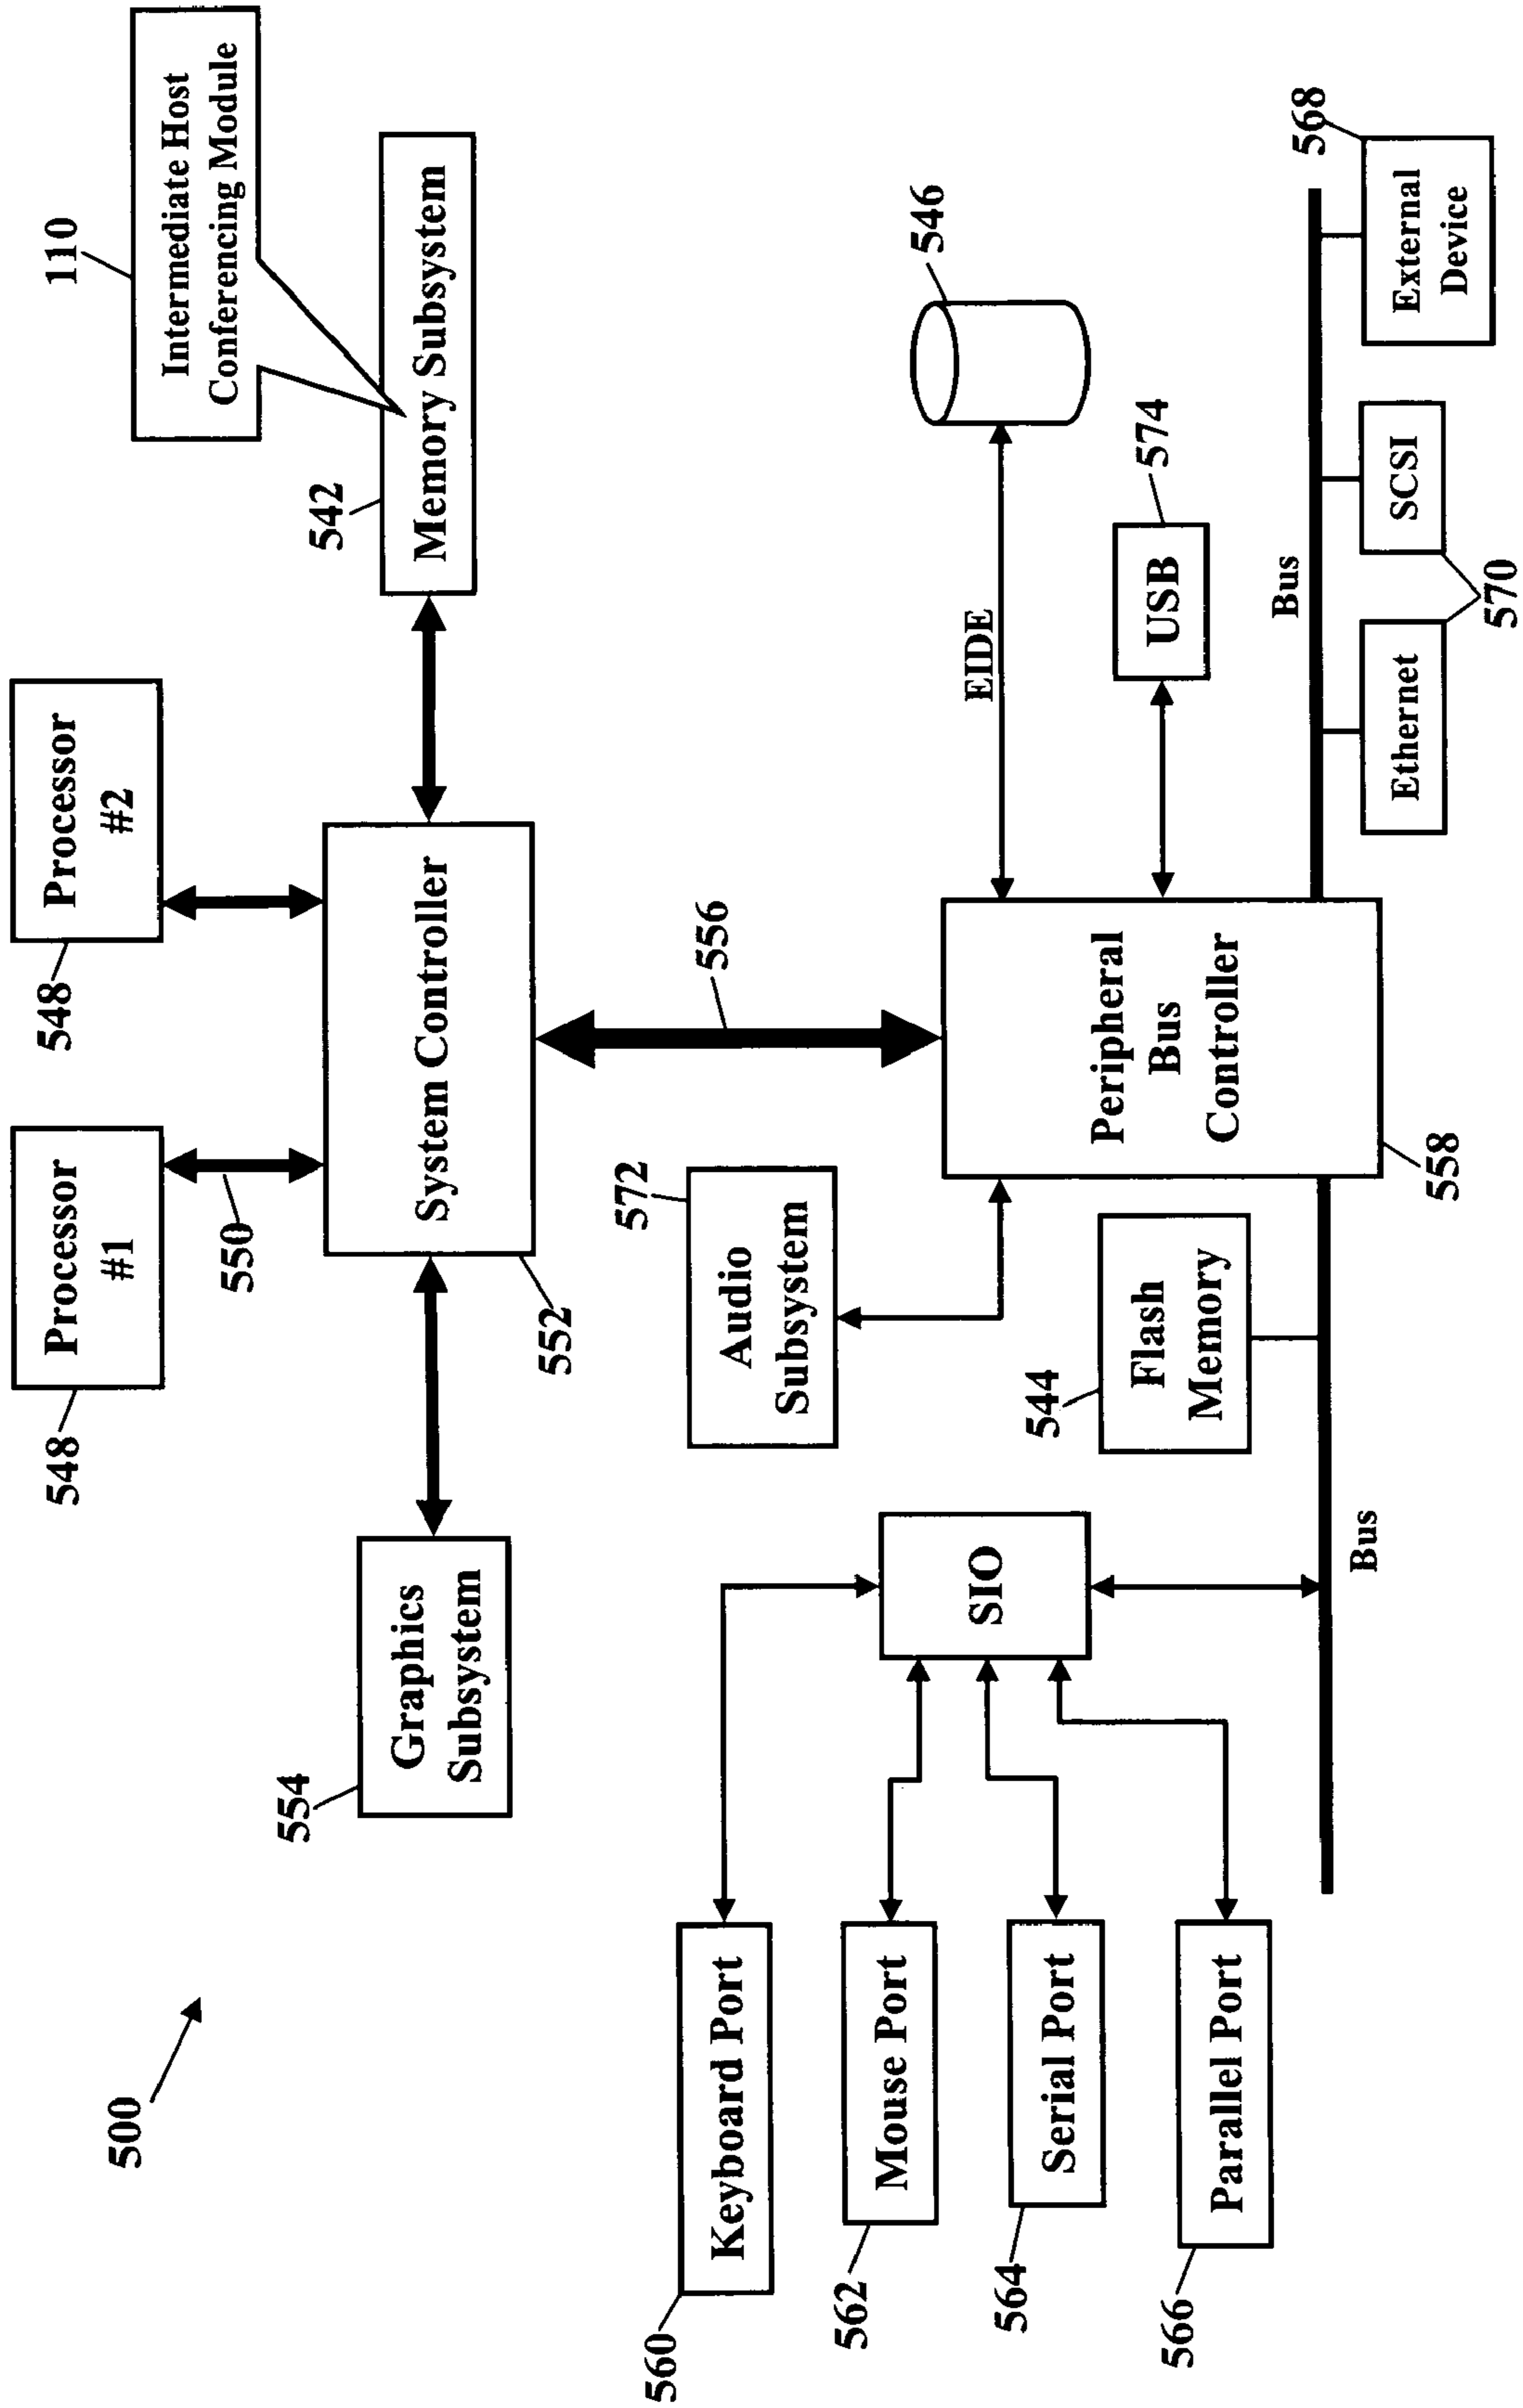 500
548
Processor
#1
548
Processor
#2
110
Intermediate Host
Conferencing Module
550
554
Graphics
Subsystem
552
System Controller
542
Memory Subsystem
556
572
Audio
Subsystem
560
Keyboard Port
562
Mouse Port
564
Serial Port
566
Parallel Port
SIO
544
Flash
Memory
Peripheral
Bus
Controller
558
EIDE
546
USB
574
Bus
Bus
Ethernet
SCSI
570
External
Device
568